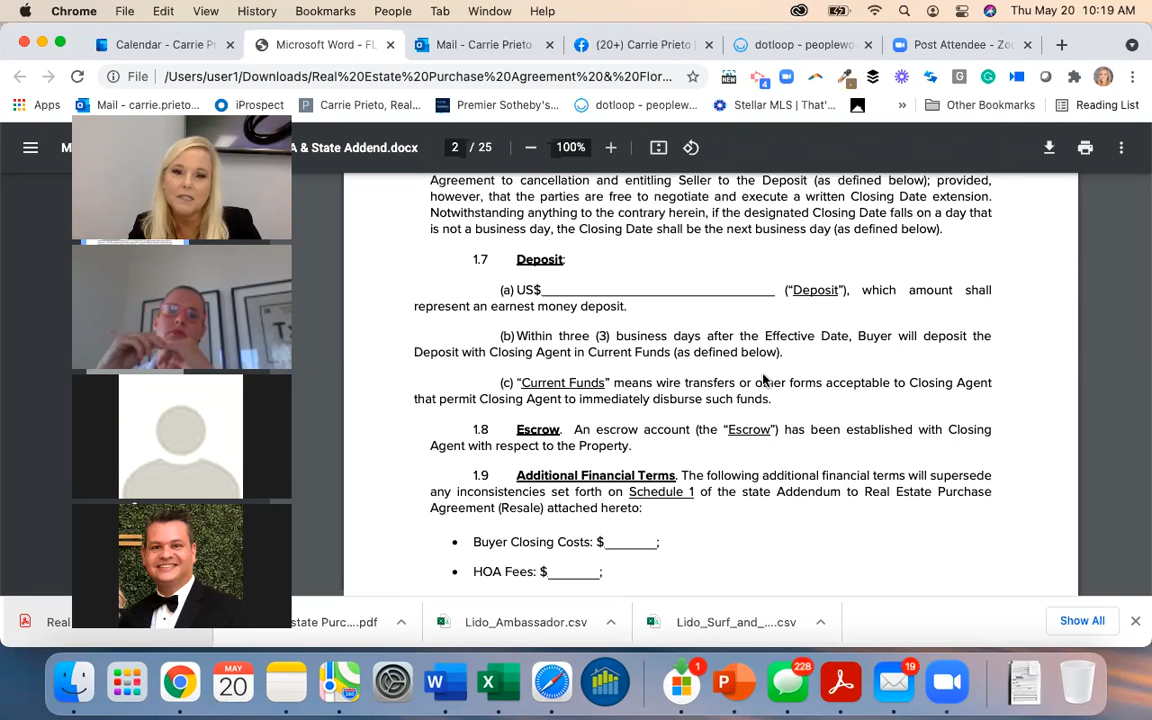 Chrome File Edit View History Bookmarks People Tab Window Help Thu May 20 10:19 AM
Calendar - Carrie Pr Microsoft Word - FL Mail - Carrie Prieto (20+) Carrie Prieto dotloop - peoplewo Post Attendee - Zoo
File /Users/user1/Downloads/Real%20Estate%20Purchase%20Agreement%20&%20Flor...
Apps Mail - carrie.prieto... iProspect Carrie Prieto, Real... Premier Sotheby's... dotloop - peoplew... Stellar MLS | That'... Other Bookmarks Reading List
A & State Addend.docx 2 / 25 100%
Agreement to cancellation and entitling Seller to the Deposit (as defined below); provided,
however, that the parties are free to negotiate and execute a written Closing Date extension.
Notwithstanding anything to the contrary herein, if the designated Closing Date falls on a day that
is not a business day, the Closing Date shall be the next business day (as defined below).
1.7 Deposit:
(a) US$____________________________ (“Deposit”), which amount shall
represent an earnest money deposit.
(b) Within three (3) business days after the Effective Date, Buyer will deposit the
Deposit with Closing Agent in Current Funds (as defined below).
(c) “Current Funds” means wire transfers or other forms acceptable to Closing Agent
that permit Closing Agent to immediately disburse such funds.
1.8 Escrow. An escrow account (the “Escrow”) has been established with Closing
Agent with respect to the Property.
1.9 Additional Financial Terms. The following additional financial terms will supersede
any inconsistencies set forth on Schedule 1 of the state Addendum to Real Estate Purchase
Agreement (Resale) attached hereto:
• Buyer Closing Costs: $_______;
• HOA Fees: $_______;
Real state Purc....pdf Lido_Ambassador.csv Lido_Surf_and_....csv Show All
MAY
20 1 228 19